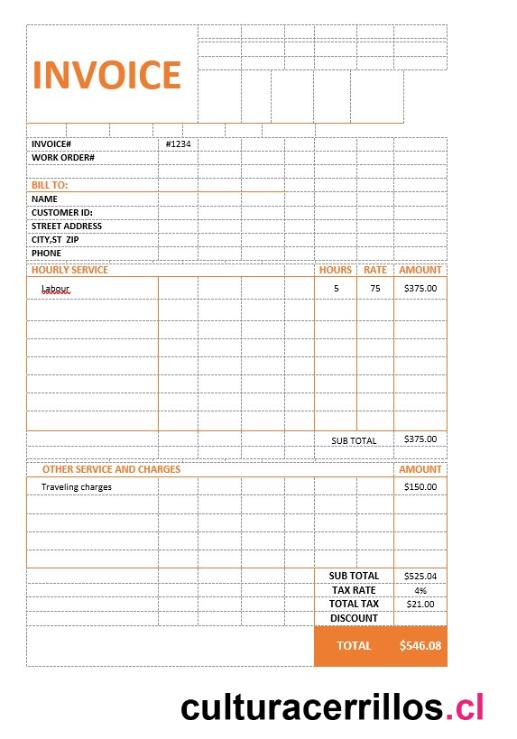 INVOICE
INVOICE# #1234
WORK ORDER#
BILL TO:
NAME
CUSTOMER ID:
STREET ADDRESS
CITY,ST ZIP
PHONE
HOURLY SERVICE HOURS RATE AMOUNT
Labour 5 75 $375.00
SUB TOTAL $375.00
OTHER SERVICE AND CHARGES AMOUNT
Traveling charges $150.00
SUB TOTAL $525.04
TAX RATE 4%
TOTAL TAX $21.00
DISCOUNT
TOTAL $546.08
culturacerrillos.cl